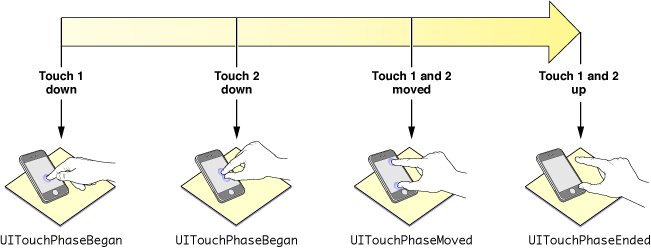 Touch 1
down
Touch 2
down
Touch 1 and 2
moved
Touch 1 and 2
up
UITouchPhaseBegan
UITouchPhaseBegan
UITouchPhaseMoved
UITouchPhaseEnded